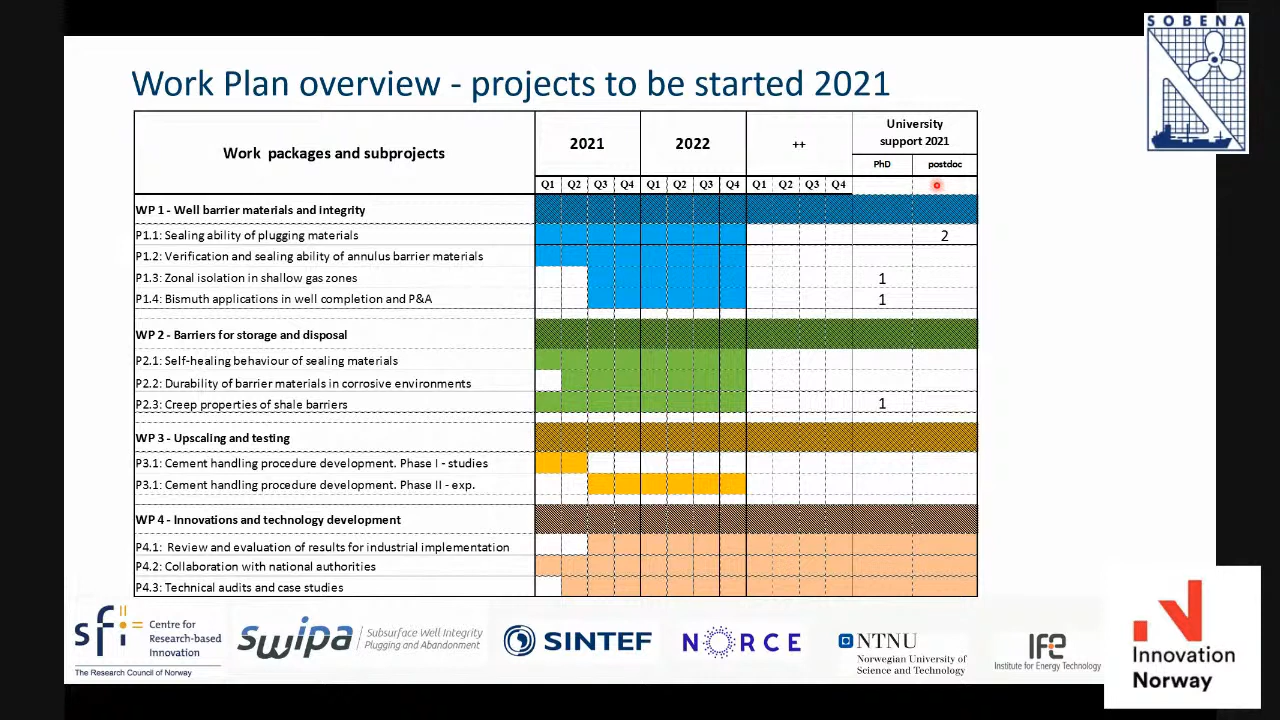 SOBENA
Work Plan overview - projects to be started 2021
Work packages and subprojects
2021
2022
++
University
support 2021
PhD
postdoc
Q1 Q2 Q3 Q4 Q1 Q2 Q3 Q4 Q1 Q2 Q3 Q4
WP 1 - Well barrier materials and integrity
P1.1: Sealing ability of plugging materials
2
P1.2: Verification and sealing ability of annulus barrier materials
P1.3: Zonal isolation in shallow gas zones
1
P1.4: Bismuth applications in well completion and P&A
1
WP 2 - Barriers for storage and disposal
P2.1: Self-healing behaviour of sealing materials
P2.2: Durability of barrier materials in corrosive environments
P2.3: Creep properties of shale barriers
1
WP 3 - Upscaling and testing
P3.1: Cement handling procedure development. Phase I - studies
P3.1: Cement handling procedure development. Phase II - exp.
WP 4 - Innovations and technology development
P4.1: Review and evaluation of results for industrial implementation
P4.2: Collaboration with national authorities
P4.3: Technical audits and case studies
sfi
Centre for
Research-based
Innovation
The Research Council of Norway
swipa
Subsurface Well Integrity
Plugging and Abandonment
SINTEF
NORCE
NTNU
Norwegian University of
Science and Technology
IFE
Institute for Energy Technology
Innovation
Norway